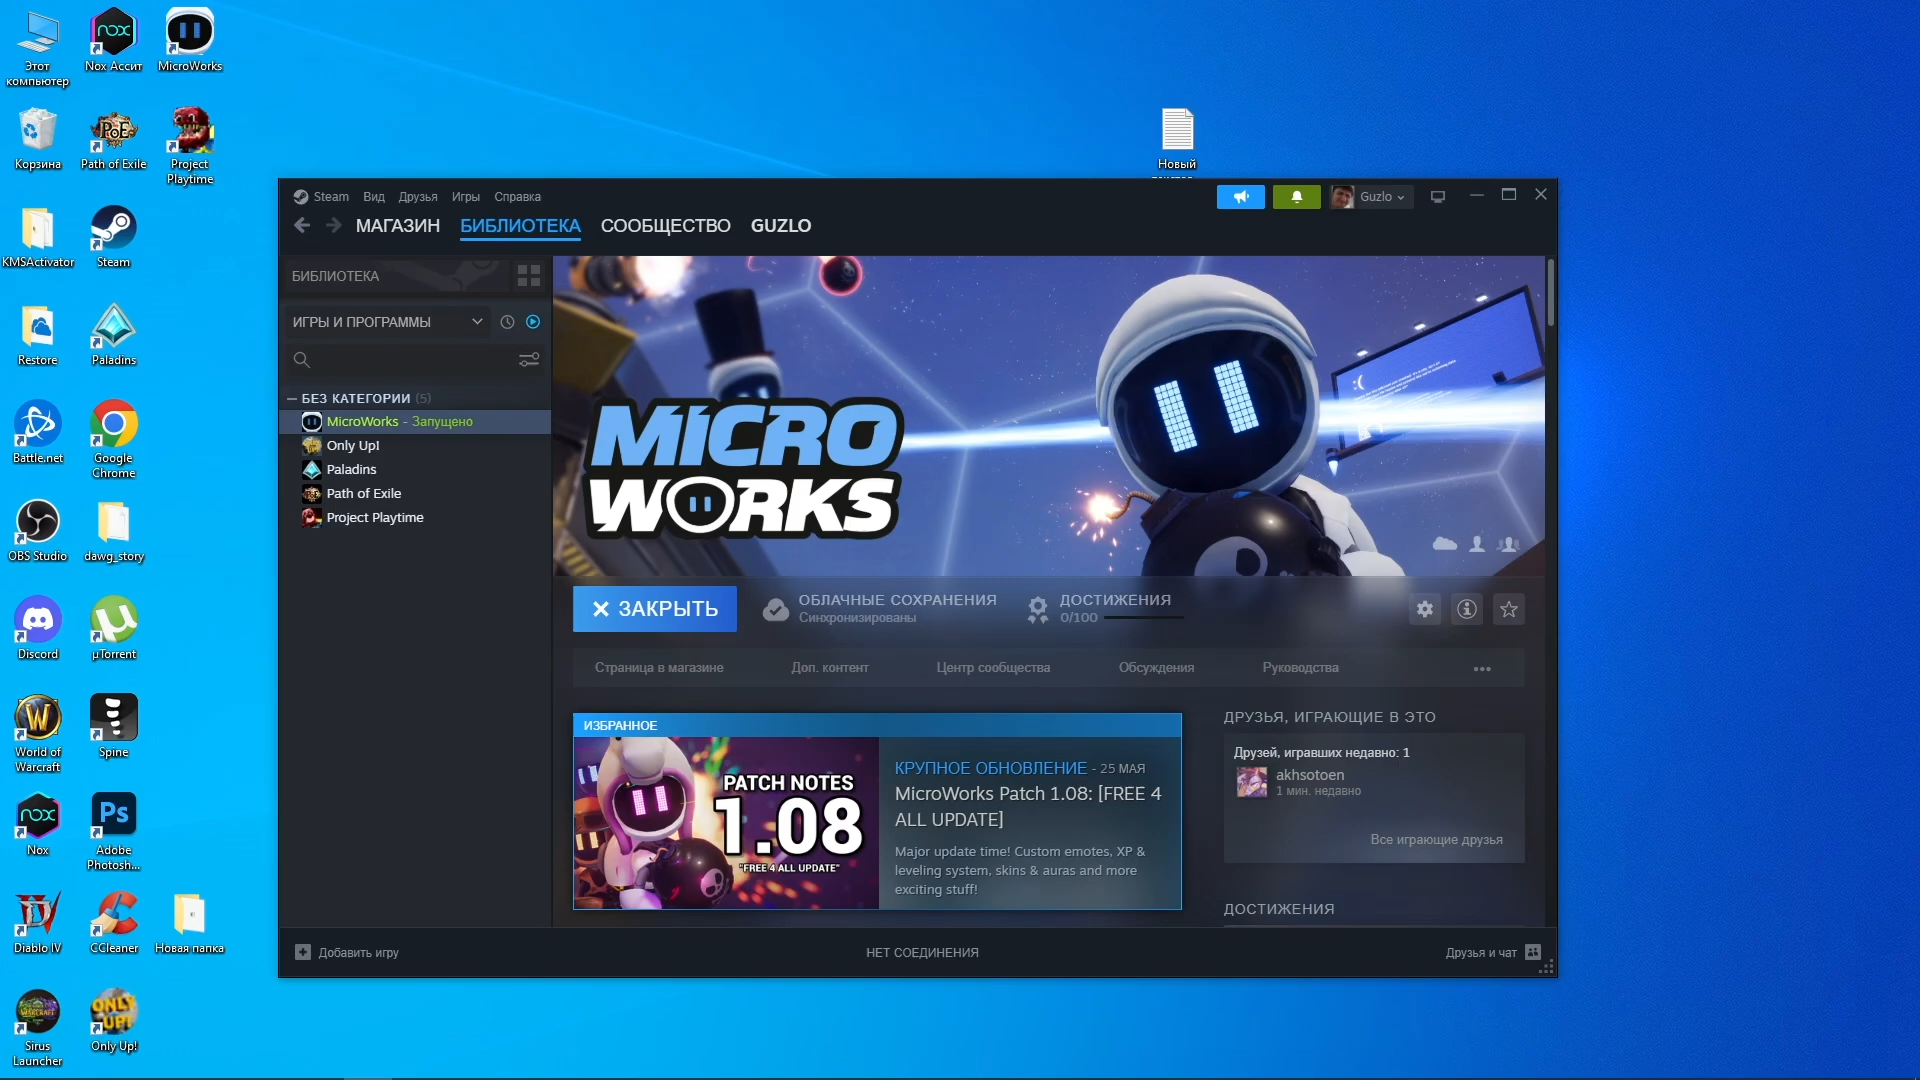 Этот
компьютер
Nox Ассит
MicroWorks
Корзина
Path of Exile
Project
Playtime
KMSActivator
Steam
Restore
Paladins
Battle.net
Google
Chrome
OBS Studio
dawg_story
Discord
µTorrent
World of
Warcraft
Spine
Nox
Adobe
Photosh...
Diablo IV
CCleaner
Новая папка
Sirus
Launcher
Only Up!
Новый
Steam Вид Друзья Игры Справка
Guzlo
МАГАЗИН БИБЛИОТЕКА СООБЩЕСТВО GUZLO
БИБЛИОТЕКА
ИГРЫ И ПРОГРАММЫ
БЕЗ КАТЕГОРИИ (5)
MicroWorks - Запущено
Only Up!
Paladins
Path of Exile
Project Playtime
MICRO
WORKS
ЗАКРЫТЬ
ОБЛАЧНЫЕ СОХРАНЕНИЯ
Синхронизированы
ДОСТИЖЕНИЯ
0/100
Страница в магазине Доп. контент Центр сообщества Обсуждения Руководства
ИЗБРАННОЕ
PATCH NOTES
1.08
"FREE 4 ALL UPDATE"
КРУПНОЕ ОБНОВЛЕНИЕ - 25 МАЯ
MicroWorks Patch 1.08: [FREE 4
ALL UPDATE]
Major update time! Custom emotes, XP &
leveling system, skins & auras and more
exciting stuff!
ДРУЗЬЯ, ИГРАЮЩИЕ В ЭТО
Друзей, игравших недавно: 1
akhsotoen
1 мин. недавно
Все играющие друзья
ДОСТИЖЕНИЯ
Добавить игру
НЕТ СОЕДИНЕНИЯ
Друзья и чат